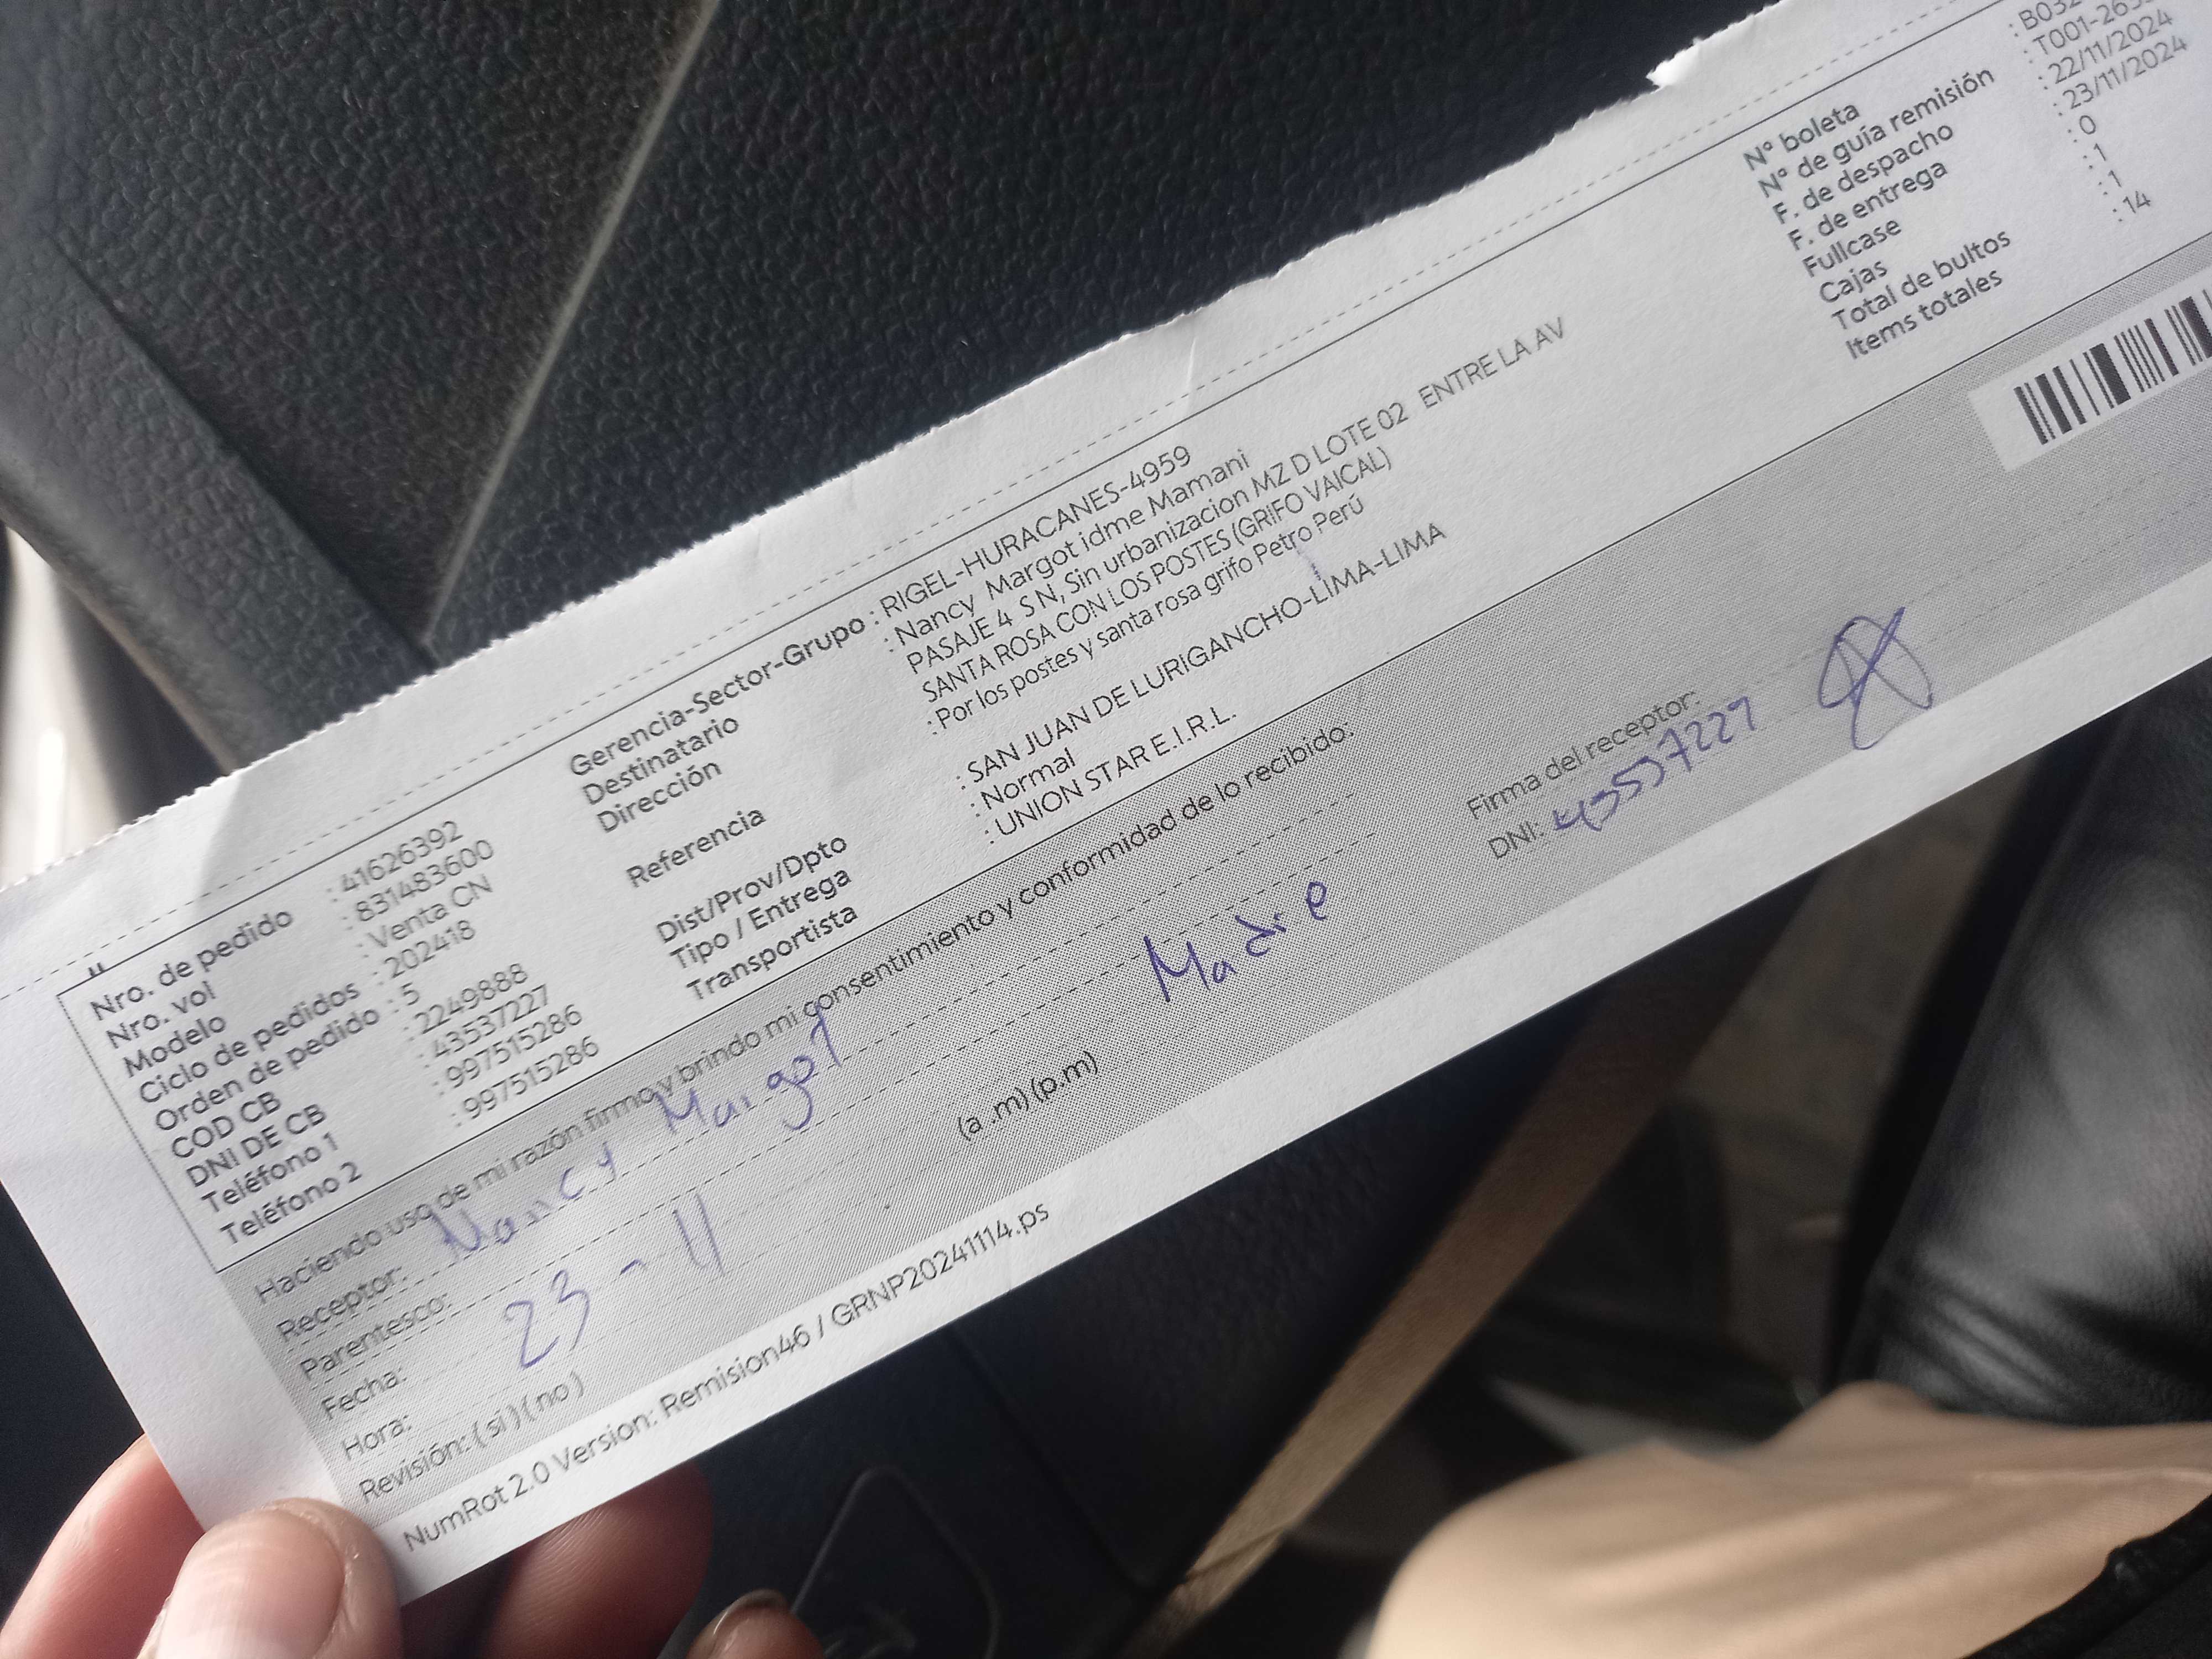 Nro. de pedido : 41626392
Nro. vol : 831483600
Modelo : Venta CN
Ciclo de pedidos : 202418
Orden de pedido : 5
COD CB : 2249888
DNI DE CB : 43537227
Teléfono 1 : 997515286
Teléfono 2 : 997515286
Gerencia-Sector-Grupo : RIGEL-HURACANES-4959
Destinatario : Nancy Margot idme Mamani
Dirección PASAJE 4 S N, Sin urbanizacion MZ D LOTE 02 ENTRE LA AV
SANTA ROSA CON LOS POSTES (GRIFO VAICAL)
Referencia : Por los postes y santa rosa grifo Petro Perú
Dist/Prov/Dpto : SAN JUAN DE LURIGANCHO-LIMA-LIMA
Tipo / Entrega : Normal
Transportista : UNION STAR E.I.R.L.
N° boleta : B032
N° de guía remisión : T001-265
F. de despacho : 22/11/2024
F. de entrega : 23/11/2024
Fullcase : 0
Cajas : 1
Total de bultos : 1
Items totales : 14
Haciendo uso de mi razón firmo y brindo mi consentimiento y conformidad de lo recibido:
Receptor: Nancy Margot
Parentesco: Madre
Fecha: 23-11
Hora: (a.m) (p.m)
Revisión: (si) (no)
Firma del receptor:
DNI: 43537227
NumRot 2.0 Version: Remision46 / GRNP20241114.ps